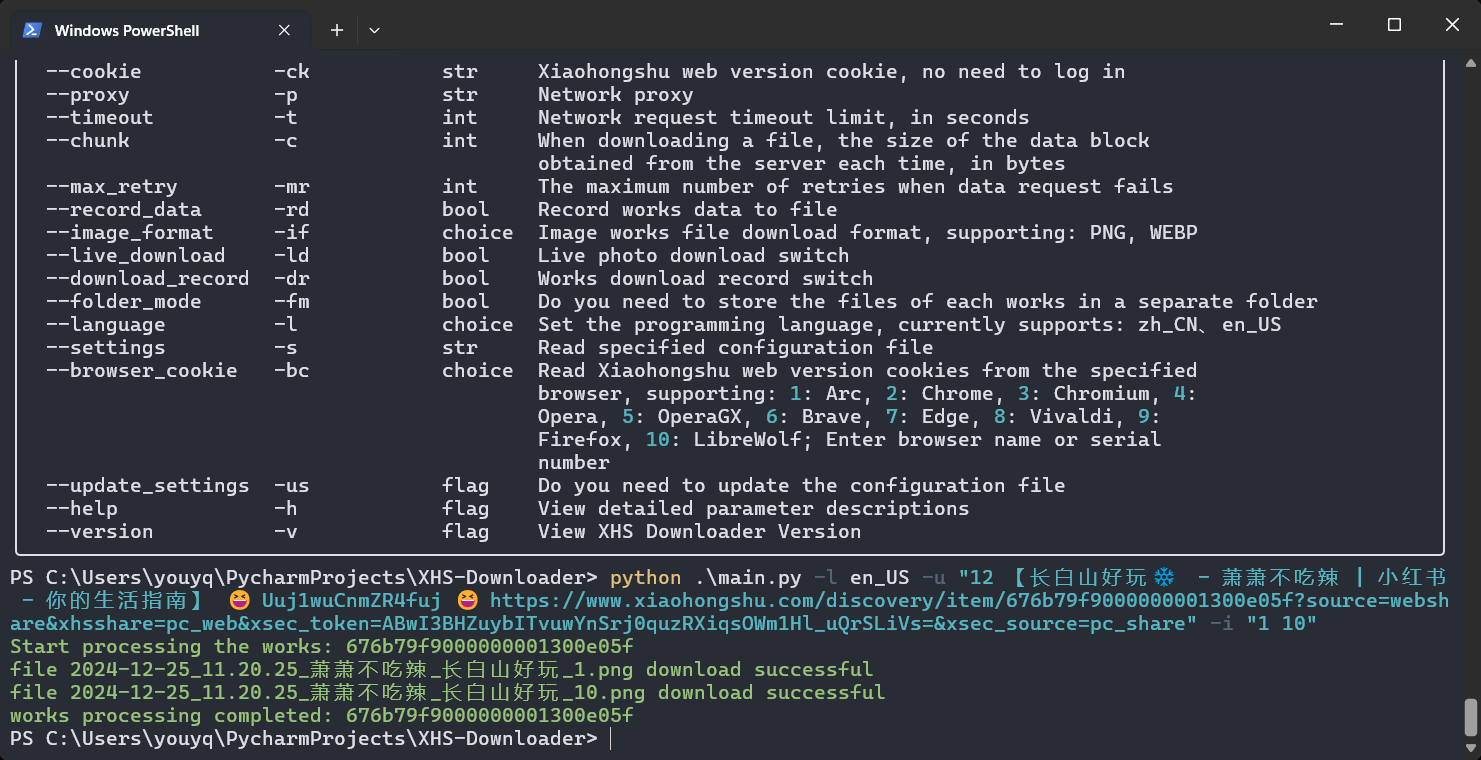 Windows PowerShell
--cookie -ck str Xiaohongshu web version cookie, no need to log in
--proxy -p str Network proxy
--timeout -t int Network request timeout limit, in seconds
--chunk -c int When downloading a file, the size of the data block
obtained from the server each time, in bytes
--max_retry -mr int The maximum number of retries when data request fails
--record_data -rd bool Record works data to file
--image_format -if choice Image works file download format, supporting: PNG, WEBP
--live_download -ld bool Live photo download switch
--download_record -dr bool Works download record switch
--folder_mode -fm bool Do you need to store the files of each works in a separate folder
--language -l choice Set the programming language, currently supports: zh_CN、en_US
--settings -s str Read specified configuration file
--browser_cookie -bc choice Read Xiaohongshu web version cookies from the specified
browser, supporting: 1: Arc, 2: Chrome, 3: Chromium, 4:
Opera, 5: OperaGX, 6: Brave, 7: Edge, 8: Vivaldi, 9:
Firefox, 10: LibreWolf; Enter browser name or serial
number
--update_settings -us flag Do you need to update the configuration file
--help -h flag View detailed parameter descriptions
--version -v flag View XHS Downloader Version
PS C:\Users\youyq\PycharmProjects\XHS-Downloader> python .\main.py -l en_US -u "12 【长白山好玩❄️ - 萧萧不吃辣 | 小红书
- 你的生活指南】 😆 Uuj1wuCnmZR4fuj 😆 https://www.xiaohongshu.com/discovery/item/676b79f9000000001300e05f?source=websh
are&xhsshare=pc_web&xsec_token=ABwI3BHZuybITvuwYnSrj0quzRXiqsOWm1Hl_uQrSLiVs=&xsec_source=pc_share" -i "1 10"
Start processing the works: 676b79f9000000001300e05f
file 2024-12-25_11.20.25_萧萧不吃辣_长白山好玩_1.png download successful
file 2024-12-25_11.20.25_萧萧不吃辣_长白山好玩_10.png download successful
works processing completed: 676b79f9000000001300e05f
PS C:\Users\youyq\PycharmProjects\XHS-Downloader>